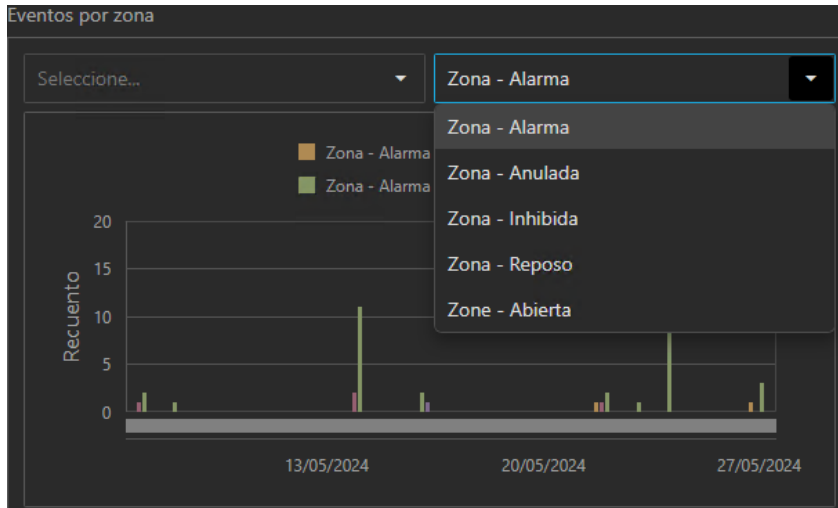 Eventos por zona
Seleccione...
Zona - Alarma
Zona - Alarma
Zona - Anulada
Zona - Inhibida
Zona - Reposo
Zone - Abierta
Zona - Alarma
Zona - Alarma
Recuento
20
15
10
5
0
13/05/2024
20/05/2024
27/05/2024